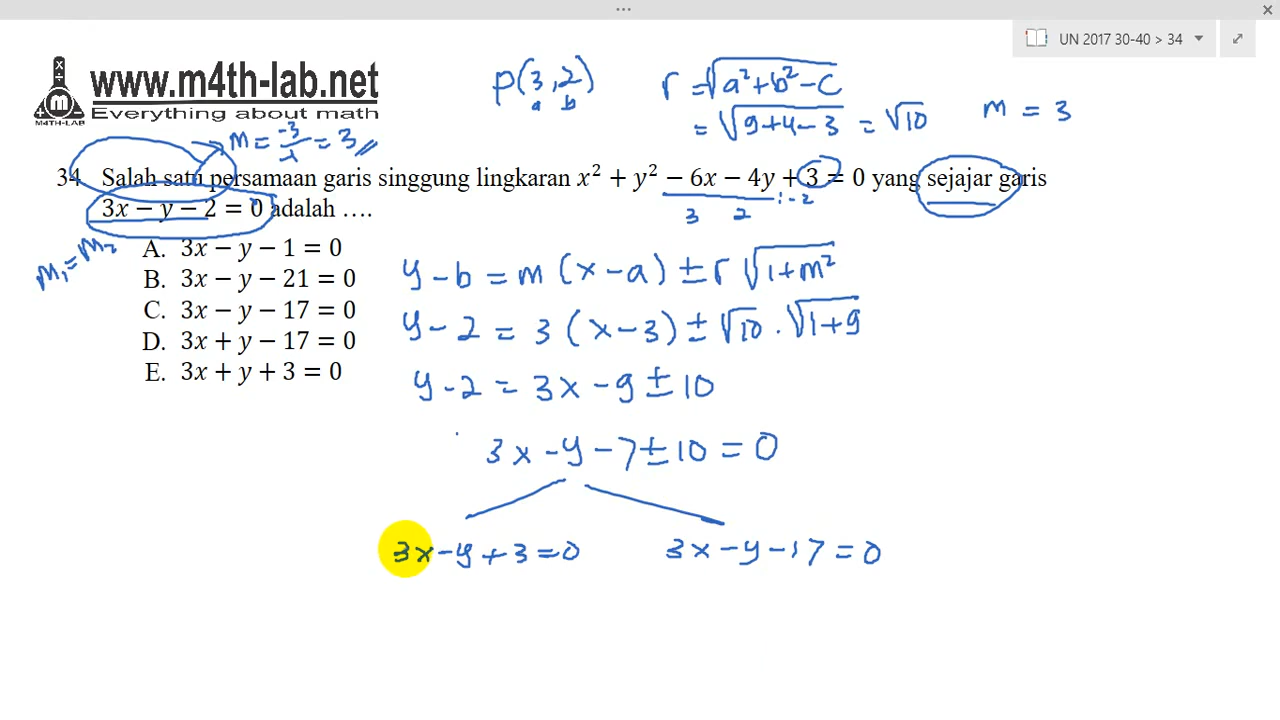 UN 2017 30-40 > 34
www.m4th-lab.net
Everything about math
M4TH-LAB
P(3,2)
a b
r = √(a² + b² - c)
= √(9+4-3) = √10
m = 3
m = -3/-1 = 3
34. Salah satu persamaan garis singgung lingkaran x² + y² − 6x − 4y + 3 = 0 yang sejajar garis
: -2
3x − y − 2 = 0 adalah ….
3 2
m₁ = m₂
A. 3x − y − 1 = 0
B. 3x − y − 21 = 0
C. 3x − y − 17 = 0
D. 3x + y − 17 = 0
E. 3x + y + 3 = 0
y - b = m (x - a) ± r √(1+m²)
y - 2 = 3 (x - 3) ± √10 . √(1+9)
y - 2 = 3x - 9 ± 10
3x - y - 7 ± 10 = 0
3x - y + 3 = 0
3x - y - 17 = 0